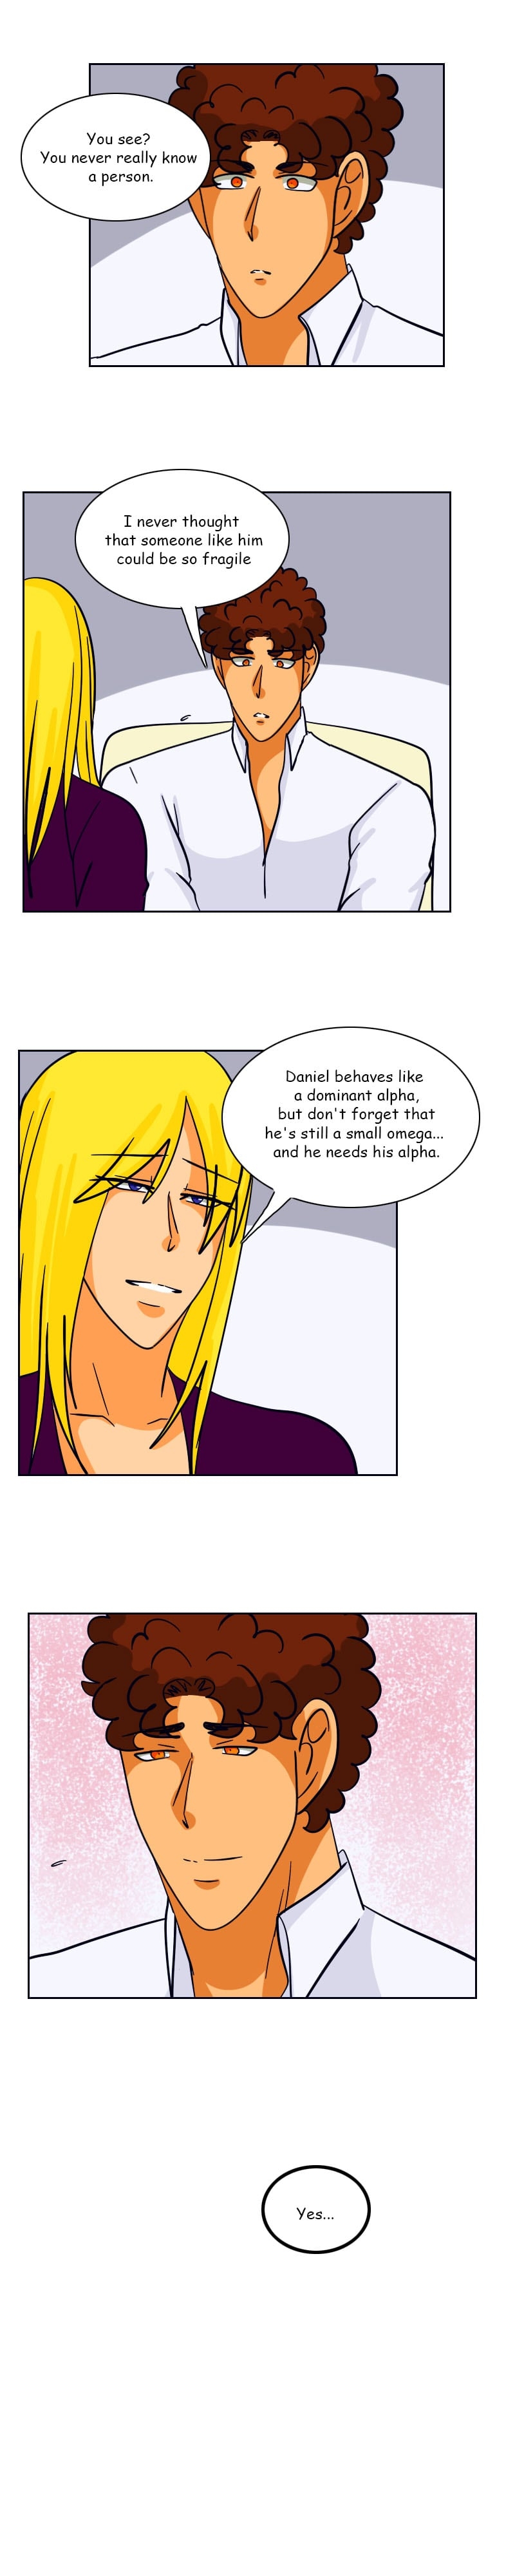 You see?
You never really know
a person.
I never thought
that someone like him
could be so fragile
Daniel behaves like
a dominant alpha,
but don't forget that
he's still a small omega...
and he needs his alpha.
Yes...